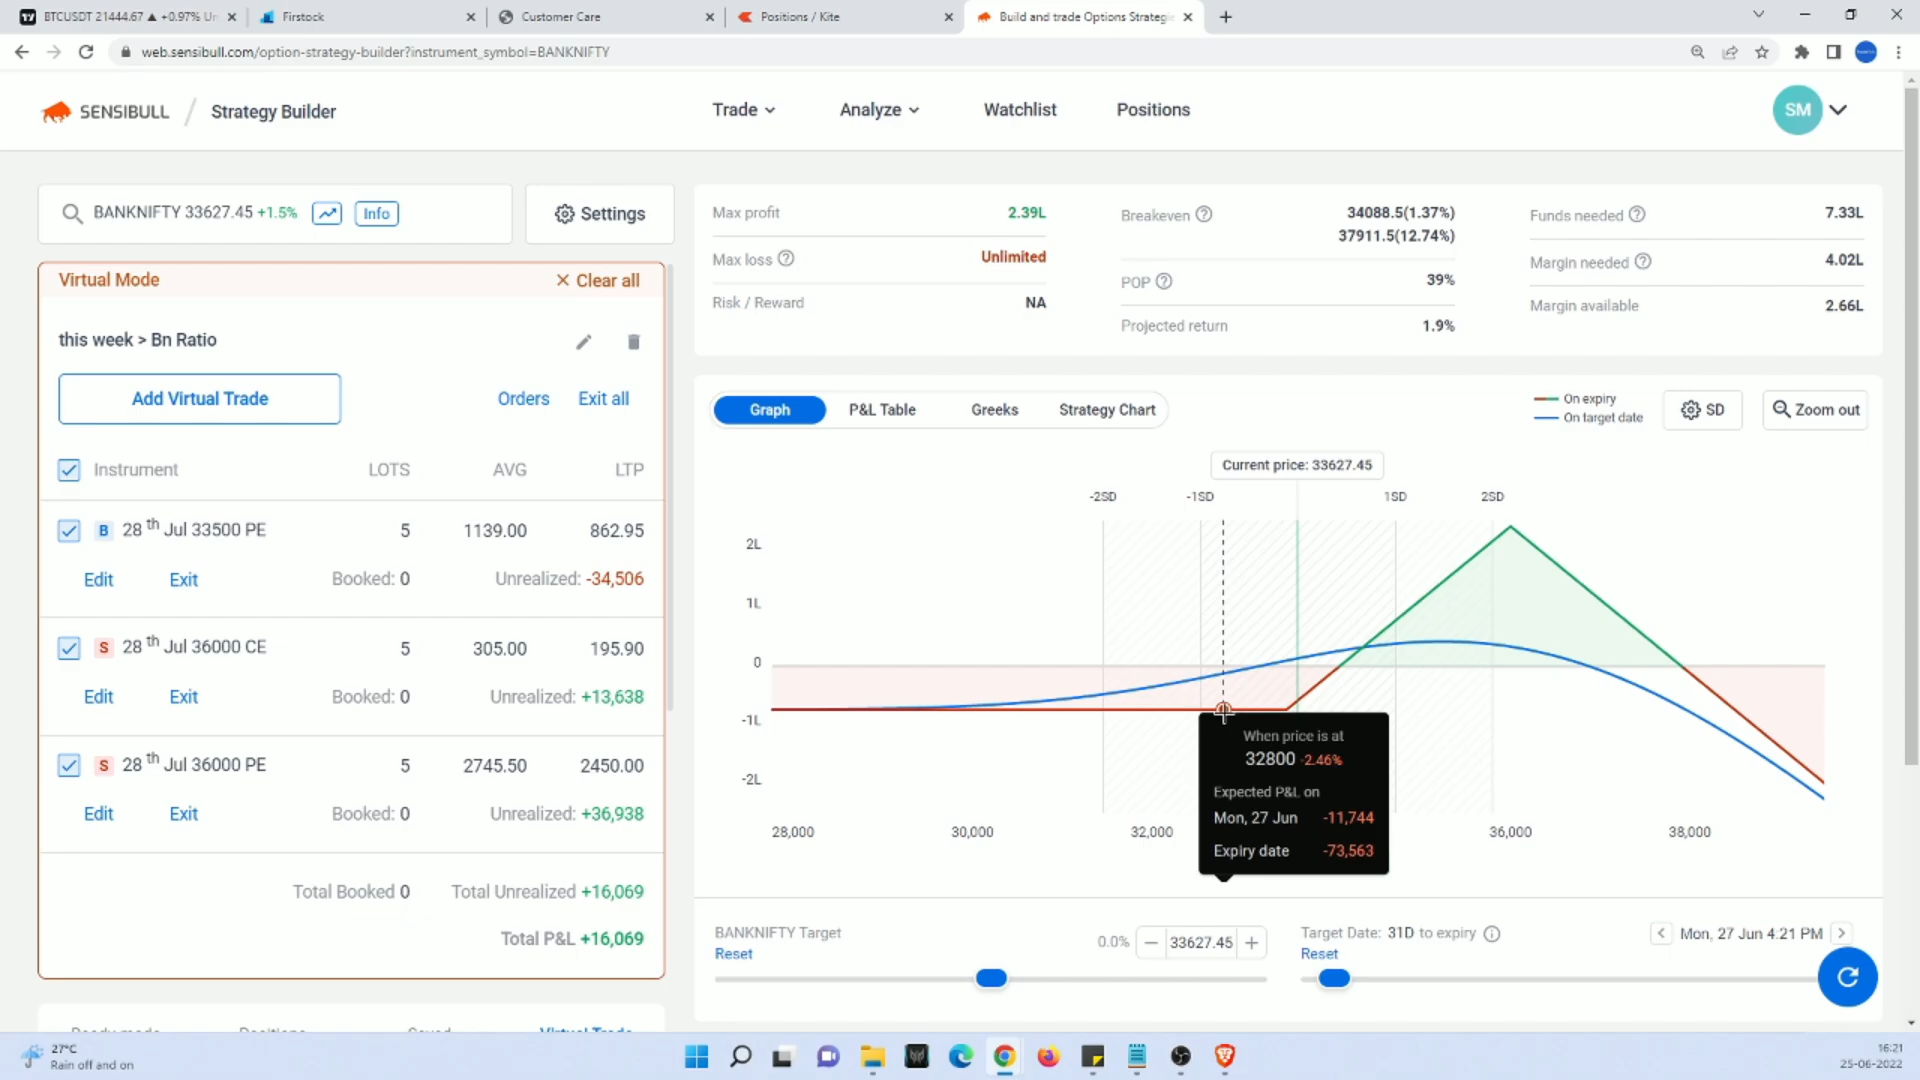 BTCUSDT 21444.67 ▲ +0.97% Un
Firstock
Customer Care
Positions / Kite
Build and trade Options Strategie
web.sensibull.com/option-strategy-builder?instrument_symbol=BANKNIFTY
SENSIBULL / Strategy Builder
Trade
Analyze
Watchlist
Positions
SM
BANKNIFTY 33627.45 +1.5%
Info
Settings
Max profit 2.39L
Max loss Unlimited
Risk / Reward NA
Breakeven 34088.5(1.37%)
37911.5(12.74%)
POP 39%
Projected return 1.9%
Funds needed 7.33L
Margin needed 4.02L
Margin available 2.66L
Virtual Mode
Clear all
this week > Bn Ratio
Add Virtual Trade
Orders
Exit all
Instrument LOTS AVG LTP
B 28 th Jul 33500 PE 5 1139.00 862.95
Edit Exit Booked: 0 Unrealized: -34,506
S 28 th Jul 36000 CE 5 305.00 195.90
Edit Exit Booked: 0 Unrealized: +13,638
S 28 th Jul 36000 PE 5 2745.50 2450.00
Edit Exit Booked: 0 Unrealized: +36,938
Total Booked 0 Total Unrealized +16,069
Total P&L +16,069
Graph
P&L Table
Greeks
Strategy Chart
On expiry
On target date
SD
Zoom out
Current price: 33627.45
-2SD -1SD 1SD 2SD
2L
1L
0
-1L
-2L
When price is at
32800 -2.46%
Expected P&L on
Mon, 27 Jun -11,744
Expiry date -73,563
28,000 30,000 32,000 36,000 38,000
BANKNIFTY Target
Reset
0.0% — 33627.45 +
Target Date: 31D to expiry
Reset
Mon, 27 Jun 4:21 PM
27°C
Rain off and on
16:21
25-06-2022